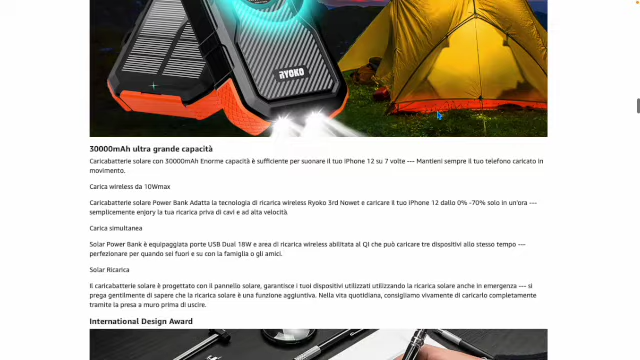 RYOKO
30000mAh ultra grande capacità
Caricabatterie solare con 30000mAh Enorme capacità è sufficiente per suonare il tuo iPhone 12 su 7 volte --- Mantieni sempre il tuo telefono caricato in
movimento.
Carica wireless da 10Wmax
Caricabatterie solare Power Bank Adatta la tecnologia di ricarica wireless Ryoko 3rd Nowet e caricare il tuo iPhone 12 dallo 0% -70% solo in un'ora ---
semplicemente enjory la tua ricarica priva di cavi e ad alta velocità.
Carica simultanea
Solar Power Bank è equipaggiata porte USB Dual 18W e area di ricarica wireless abilitata al QI che può caricare tre dispositivi allo stesso tempo ---
perfezionare per quando sei fuori e su con la famiglia o gli amici.
Solar Ricarica
Il caricabatterie solare è progettato con il pannello solare, garantisce i tuoi dispositivi utilizzati utilizzando la ricarica solare anche in emergenza --- si
prega gentilmente di sapere che la ricarica solare è una funzione aggiuntiva. Nella vita quotidiana, consigliamo vivamente di caricarlo completamente
tramite la presa a muro prima di uscire.
International Design Award